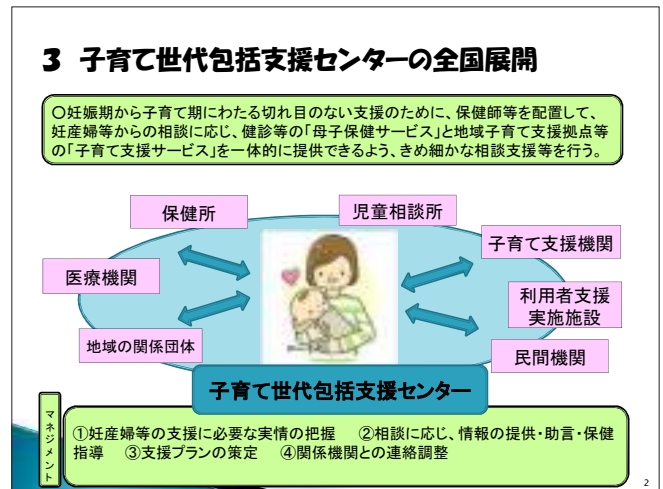 3 子育て世代包括支援センターの全国展開
〇妊娠期から子育て期にわたる切れ目のない支援のために、保健師等を配置して、
妊産婦等からの相談に応じ、健診等の「母子保健サービス」と地域子育て支援拠点等
の「子育て支援サービス」を一体的に提供できるよう、きめ細かな相談支援等を行う。
保健所
児童相談所
子育て支援機関
医療機関
利用者支援
実施施設
地域の関係団体
民間機関
子育て世代包括支援センター
マネジメント
①妊産婦等の支援に必要な実情の把握 ②相談に応じ、情報の提供・助言・保健
指導 ③支援プランの策定 ④関係機関との連絡調整
2